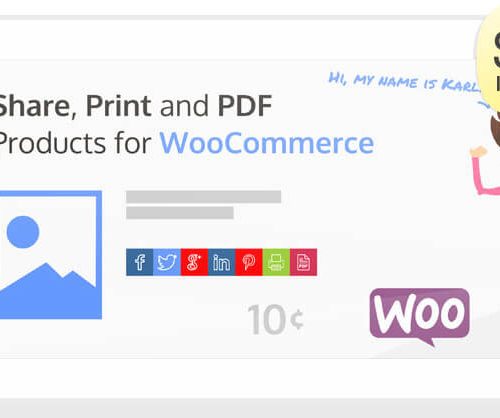 Hi, my name is Karl
Share, Print and PDF
Products for WooCommerce
10¢
Woo